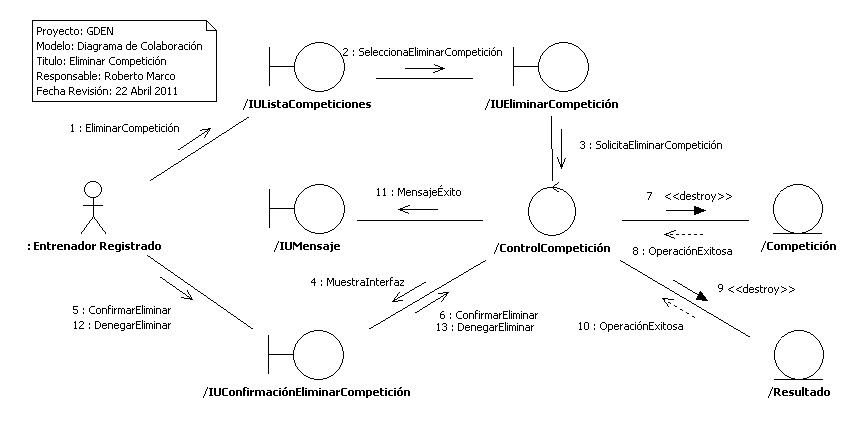 Proyecto: GDEN
Modelo: Diagrama de Colaboración
Titulo: Eliminar Competición
Responsable: Roberto Marco
Fecha Revisión: 22 Abril 2011
2 : SeleccionaEliminarCompetición
/IUListaCompeticiones
/IUEliminarCompetición
1 : EliminarCompetición
3 : SolicitaEliminarCompetición
11 : MensajeÉxito
7 <<destroy>>
: Entrenador Registrado
/IUMensaje
/ControlCompetición
/Competición
8 : OperaciónExitosa
4 : MuestraInterfaz
9 <<destroy>>
5 : ConfirmarEliminar
12 : DenegarEliminar
6 : ConfirmarEliminar
13 : DenegarEliminar
10 : OperaciónExitosa
/IUConfirmaciónEliminarCompetición
/Resultado